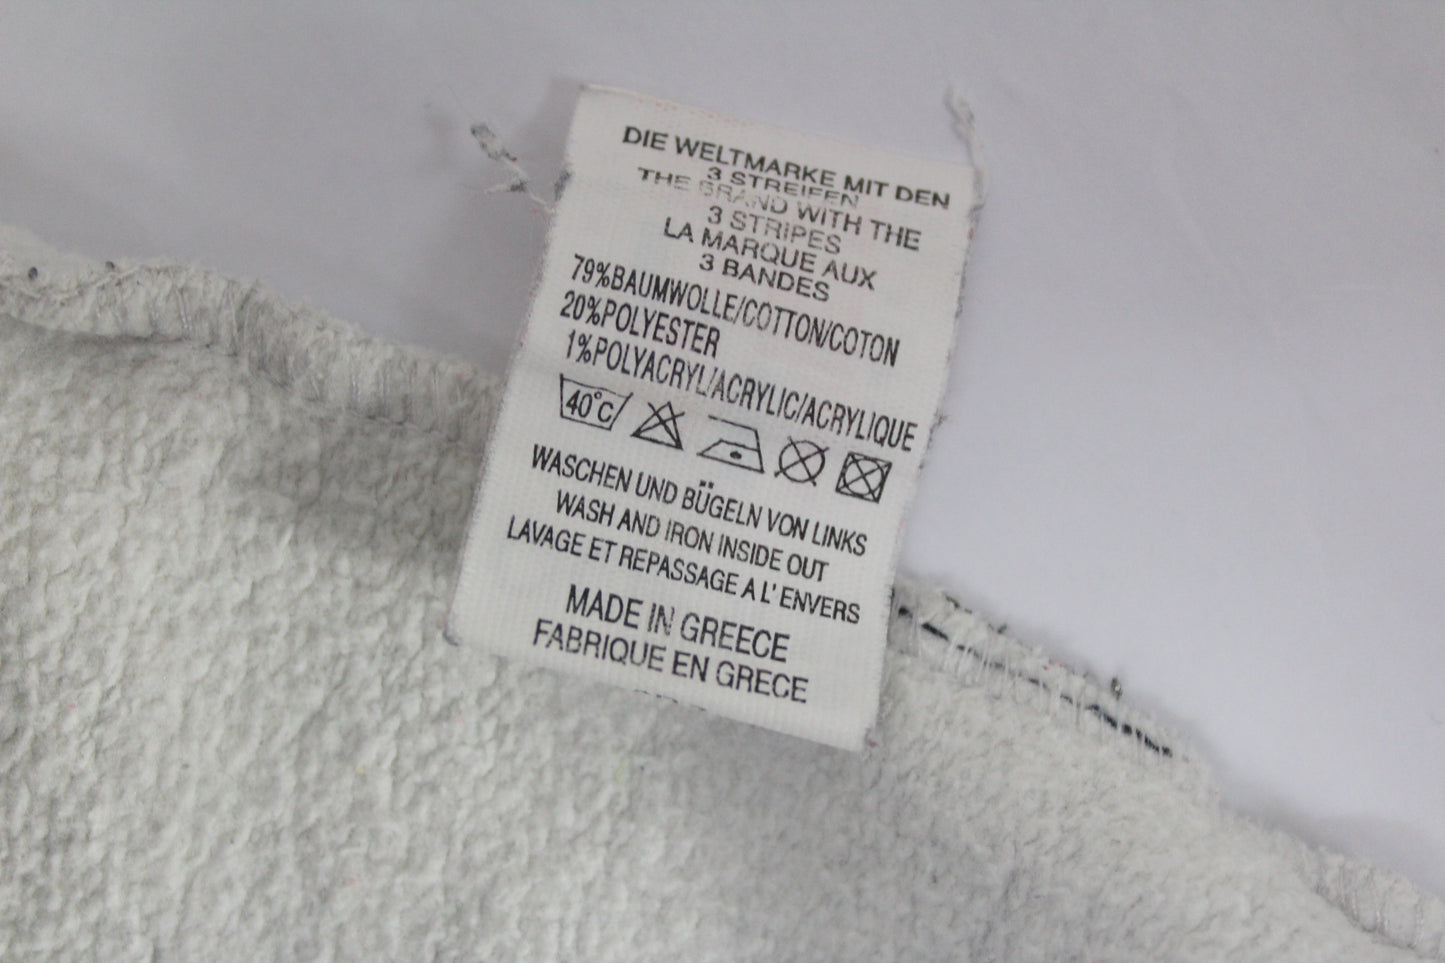 DIE WELTMARKE MIT DEN
3 STREIFEN
THE BRAND WITH THE
3 STRIPES
LA MARQUE AUX
3 BANDES
79%BAUMWOLLE/COTTON/COTON
20%POLYESTER
1%POLYACRYL/ACRYLIC/ACRYLIQUE
40°C
WASCHEN UND BÜGELN VON LINKS
WASH AND IRON INSIDE OUT
LAVAGE ET REPASSAGE A L' ENVERS
MADE IN GREECE
FABRIQUE EN GRECE